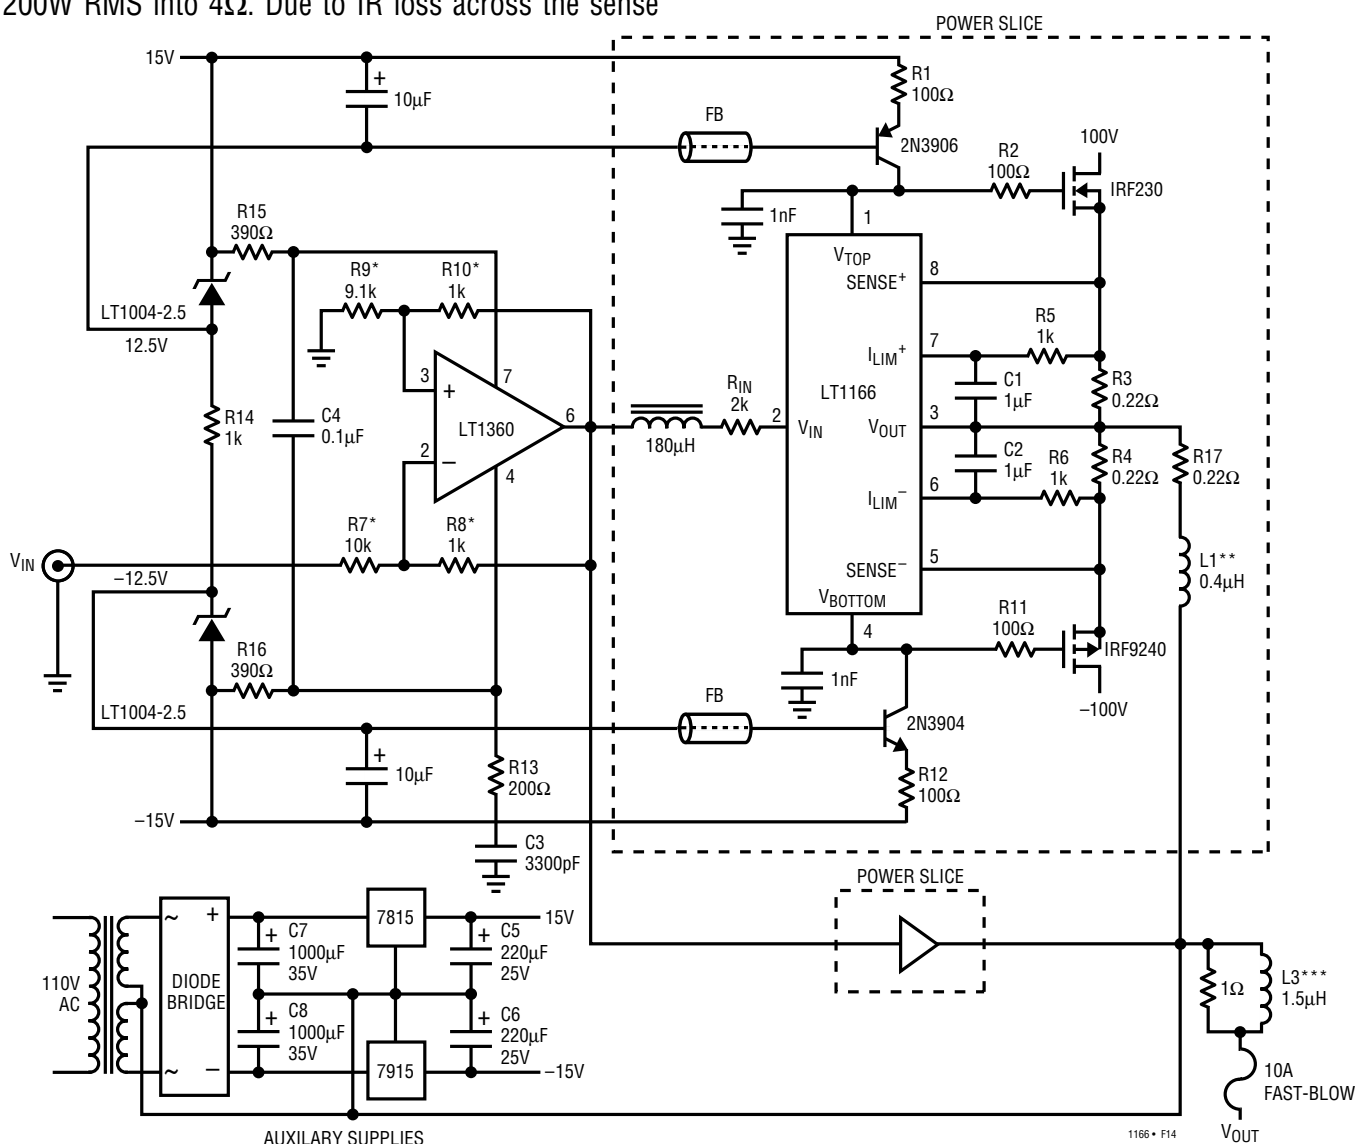 200W RMS into 4Ω. Due to IR loss across the sense
POWER SLICE
15V
+
10µF
FB
R1
100Ω
2N3906
R2
100Ω
100V
IRF230
1nF
1
R15
390Ω
LT1004-2.5
12.5V
R9*
9.1k
R10*
1k
VTOP
SENSE+
8
ILIM+
7
R5
1k
3
+
7
R14
1k
C4
0.1µF
LT1360
6
2
–
4
180µH
RIN
2k
2
VIN
LT1166
VOUT
3
C1
1µF
R3
0.22Ω
C2
1µF
R6
1k
R4
0.22Ω
R17
0.22Ω
ILIM–
6
R7*
10k
R8*
1k
VIN
–12.5V
SENSE–
5
L1**
0.4µH
VBOTTOM
4
R11
100Ω
IRF9240
R16
390Ω
LT1004-2.5
1nF
–100V
FB
2N3904
+
10µF
R13
200Ω
R12
100Ω
–15V
C3
3300pF
POWER SLICE
110V
AC
~
+
DIODE
BRIDGE
~
–
+
C7
1000µF
35V
7815
+
C5
220µF
25V
15V
+
C8
1000µF
35V
7915
+
C6
220µF
25V
–15V
1Ω
L3***
1.5µH
10A
FAST-BLOW
VOUT
AUXILARY SUPPLIES
1166 • F14